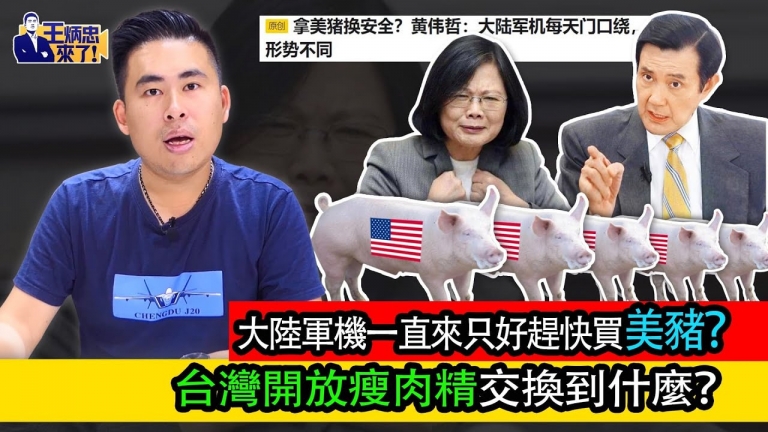 王炳忠
來了!
原创 拿美猪换安全？黄伟哲：大陆军机每天门口绕，
形势不同
CHENGDU J20
大陸軍機一直來只好趕快買美豬?
台灣開放瘦肉精交換到什麼?